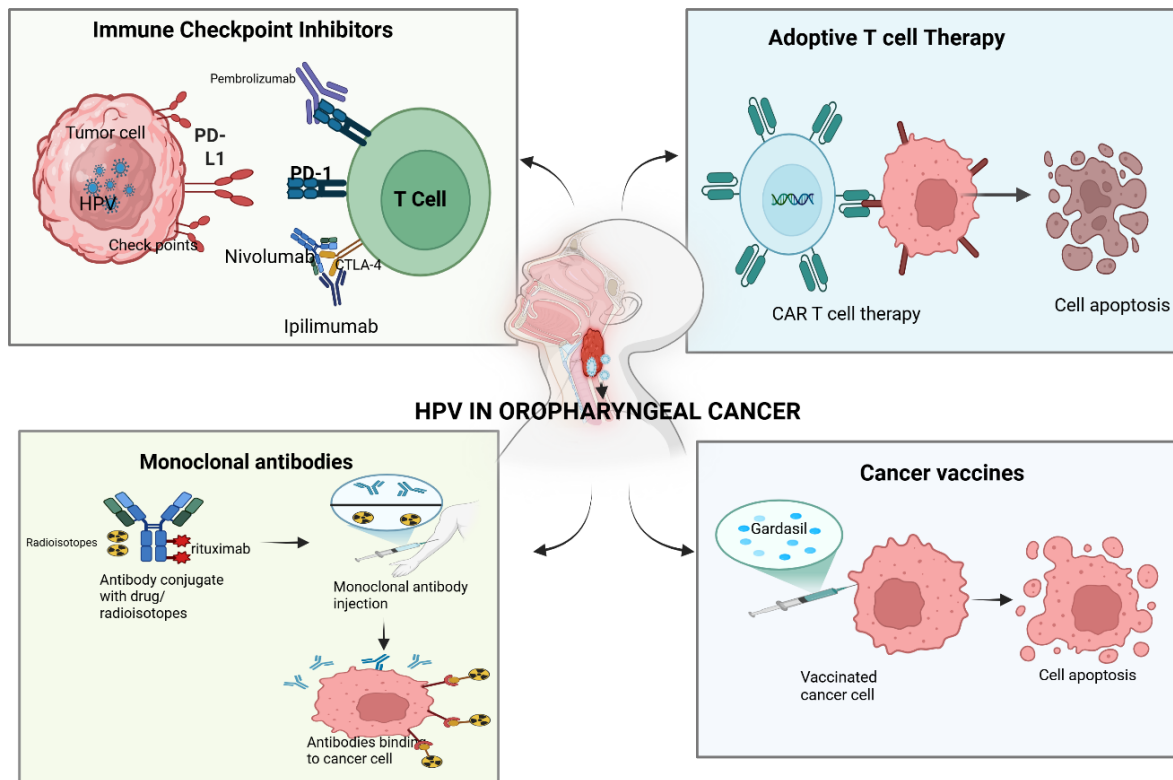 Immune Checkpoint Inhibitors
Pembrolizumab
Tumor cell
PD-
L1
HPV
Check points
PD-1
T Cell
Nivolumab
CTLA-4
Ipilimumab
Adoptive T cell Therapy
CAR T cell therapy
Cell apoptosis
HPV IN OROPHARYNGEAL CANCER
Monoclonal antibodies
Radioisotopes
rituximab
Antibody conjugate
with drug/
radioisotopes
Monoclonal antibody
injection
Antibodies binding
to cancer cell
Cancer vaccines
Gardasil
Vaccinated
cancer cell
Cell apoptosis